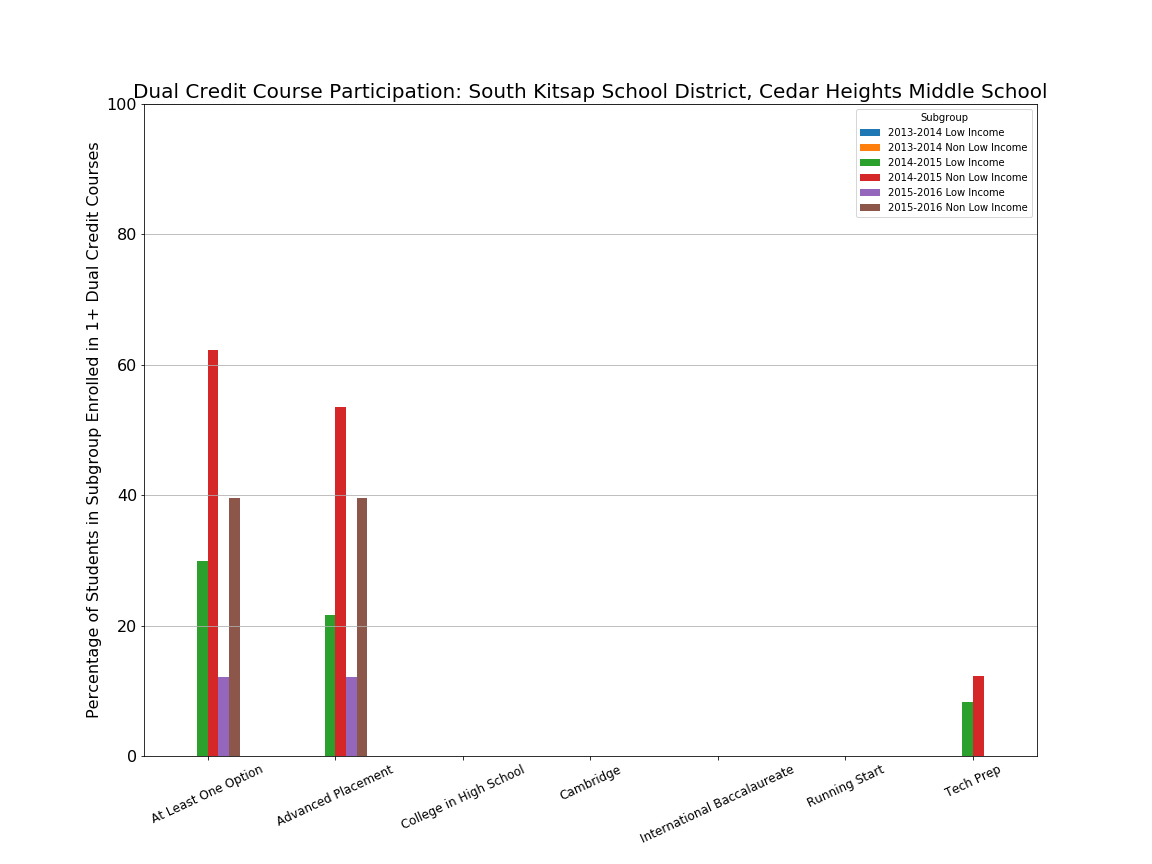 Dual Credit Course Participation: South Kitsap School District, Cedar Heights Middle School
Subgroup
2013-2014 Low Income
2013-2014 Non Low Income
2014-2015 Low Income
2014-2015 Non Low Income
2015-2016 Low Income
2015-2016 Non Low Income
Percentage of Students in Subgroup Enrolled in 1+ Dual Credit Courses
100
80
60
40
20
0
At Least One Option
Advanced Placement
College in High School
Cambridge
International Baccalaureate
Running Start
Tech Prep